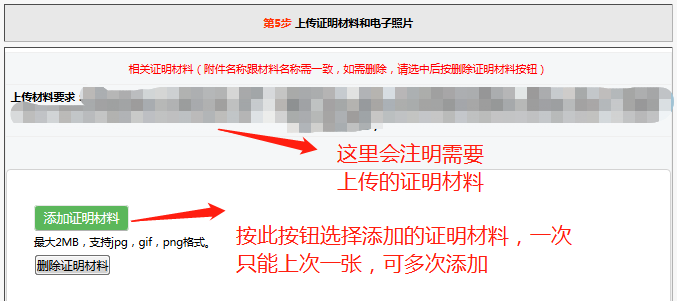 第5步 上传证明材料和电子照片
相关证明材料（附件名称跟材料名称需一致，如需删除，请选中后按删除证明材料按钮）
上传材料要求：
这里会注明需要
上传的证明材料
添加证明材料
最大2MB，支持jpg，gif，png格式。
删除证明材料
按此按钮选择添加的证明材料，一次
只能上次一张，可多次添加